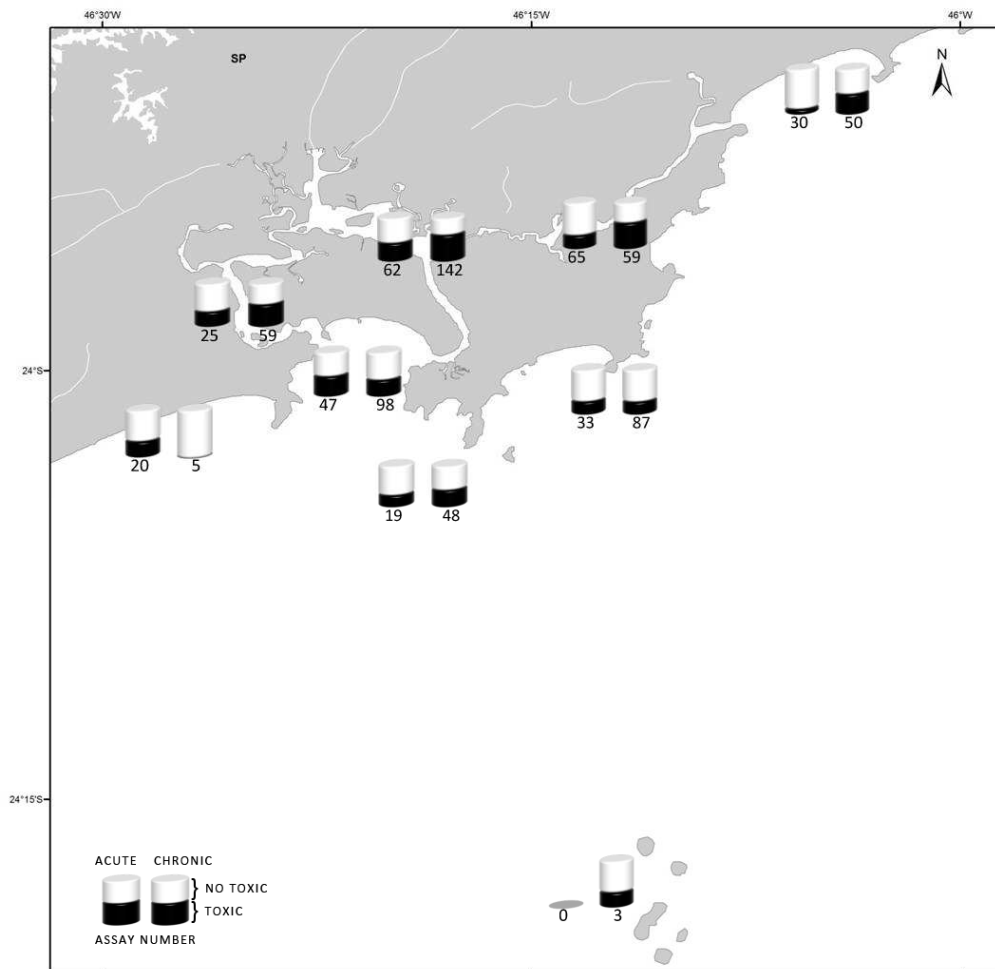 46°30'W 46°15'W 46°W
SP
N
30 50
62 142 65 59
25 59
24°S
47 98 33 87
20 5
19 48
24°15'S
ACUTE CHRONIC
} NO TOXIC
} TOXIC
ASSAY NUMBER
0 3